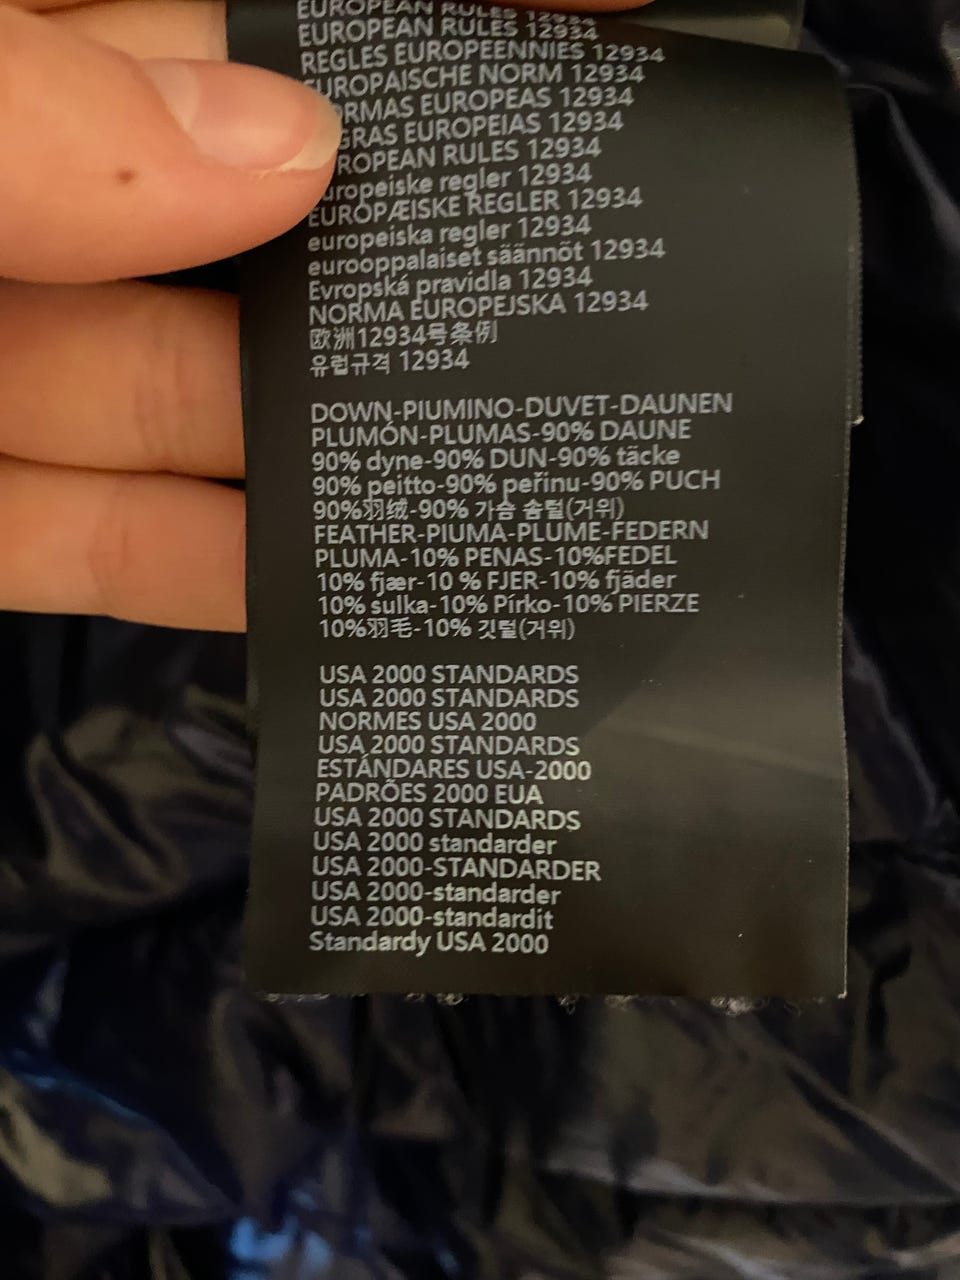 EUROPEAN RULES 12934
EUROPEAN RULES 12934
REGLES EUROPEENNIES 12934
EUROPAISCHE NORM 12934
EUROPEAS 12934
EUROPEIAS 12934
RULES 12934
europeiske regler 12934
EUROPÆISKE REGLER 12934
europeiska regler 12934
eurooppalaiset säännöt 12934
Evropská pravidla 12934
NORMA EUROPEJSKA 12934
欧洲12934号条例
유럽규격 12934
DOWN-PIUMINO-DUVET-DAUNEN
PLUMÓN-PLUMAS-90% DAUNE
90% dyne-90% DUN-90% täcke
90% peitto-90% peřinu-90% PUCH
90%羽绒-90% 가슴 솜털(거위)
FEATHER-PIUMA-PLUME-FEDERN
PLUMA-10% PENAS-10%FEDEL
10% fjær-10 % FJER-10% fjäder
10% sulka-10% Pírko-10% PIERZE
10%羽毛-10% 깃털(거위)
USA 2000 STANDARDS
USA 2000 STANDARDS
NORMES USA 2000
USA 2000 STANDARDS
ESTÁNDARES USA-2000
PADRÕES 2000 EUA
USA 2000 STANDARDS
USA 2000 standarder
USA 2000-STANDARDER
USA 2000-standarder
USA 2000-standardit
Standardy USA 2000